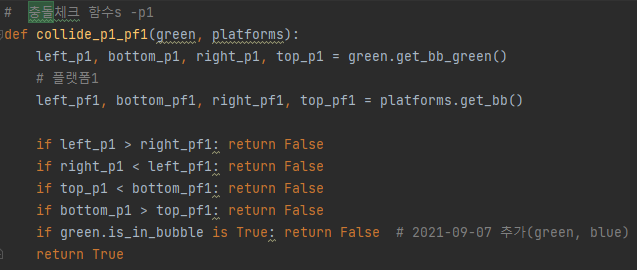 #  충돌체크 함수s -p1
def collide_p1_pf1(green, platforms):
    left_p1, bottom_p1, right_p1, top_p1 = green.get_bb_green()
    # 플랫폼1
    left_pf1, bottom_pf1, right_pf1, top_pf1 = platforms.get_bb()
    if left_p1 > right_pf1: return False
    if right_p1 < left_pf1: return False
    if top_p1 < bottom_pf1: return False
    if bottom_p1 > top_pf1: return False
    if green.is_in_bubble is True: return False  # 2021-09-07 추가(green, blue)
    return True